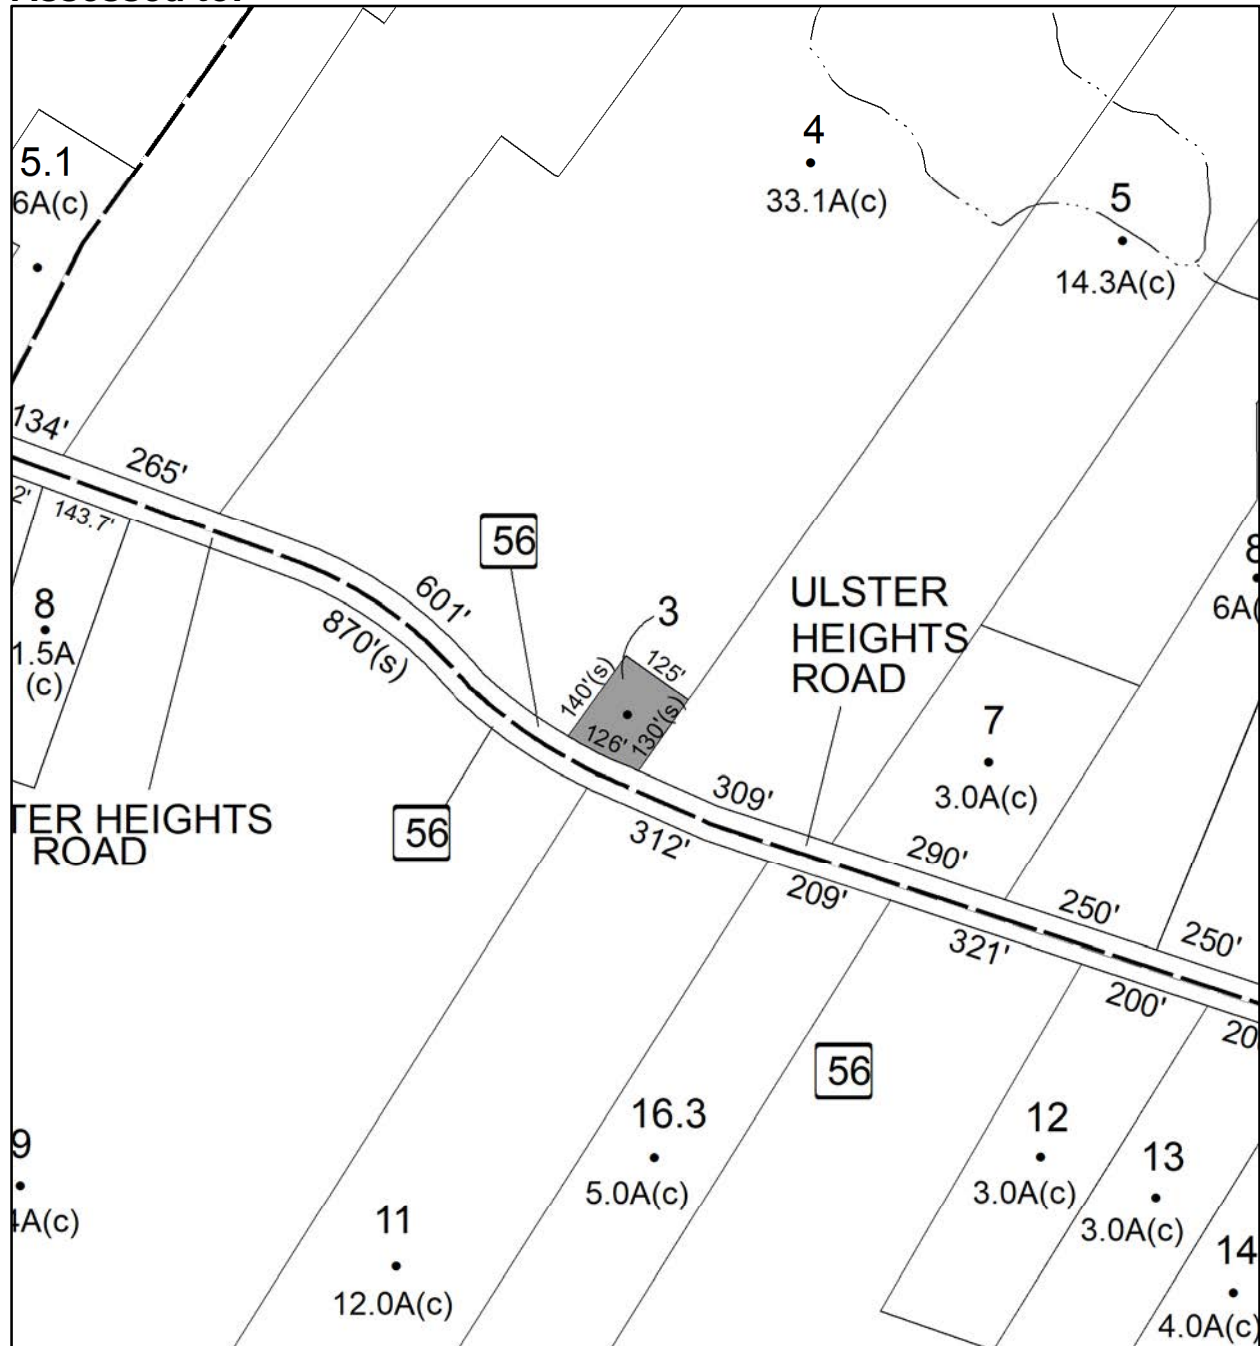 4
5.1
6A(c)
33.1A(c)
5
14.3A(c)
134'
265'
2'
143.7'
56
8
6A(
601'
ULSTER
HEIGHTS
ROAD
8
1.5A
(c)
870'(s)
3
140'(s)
125'
126'
130'(s)
7
3.0A(c)
309'
TER HEIGHTS
ROAD
56
312'
290'
209'
250'
321'
250'
200'
20
56
9
4A(c)
16.3
5.0A(c)
12
3.0A(c)
13
3.0A(c)
11
12.0A(c)
14
4.0A(c)